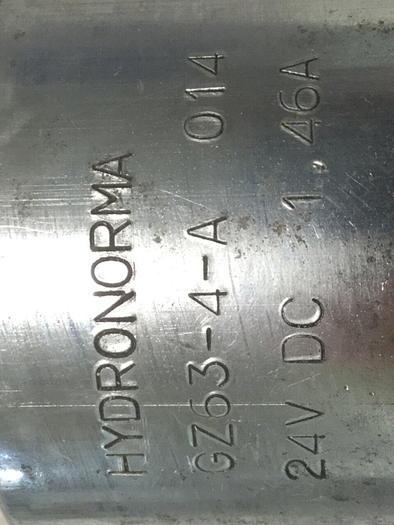 HYDRONORMA
GZ63-4-A 014
24V DC 1,46A